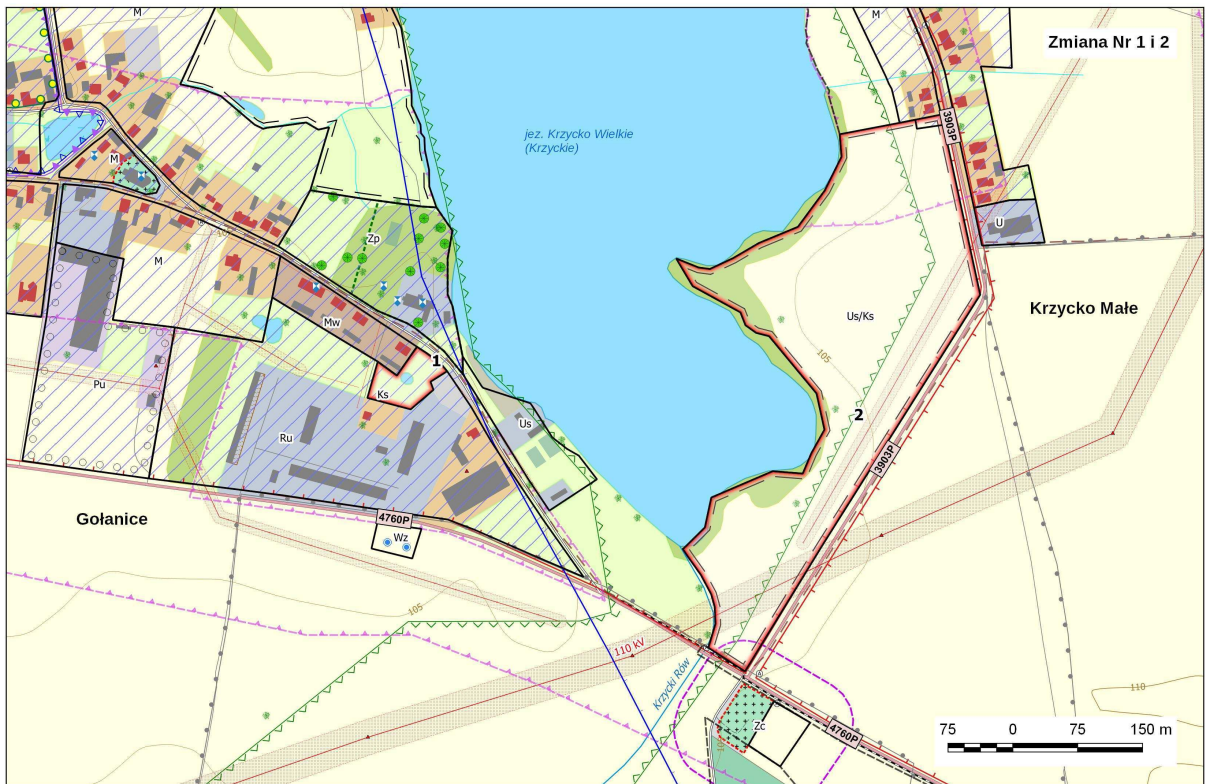 M
M
Zmiana Nr 1 i 2
jez. Krzycko Wielkie
(Krzyckie)
3903P
M
U
Zp
M
Us/Ks
Krzycko Małe
Mw
105
1
Pu
Ks
2
Us
Ru
3903P
Gołanice
4760P
Wz
105
110 kV
Krzycki Rów
110
Zc
4760P
75 0 75 150 m